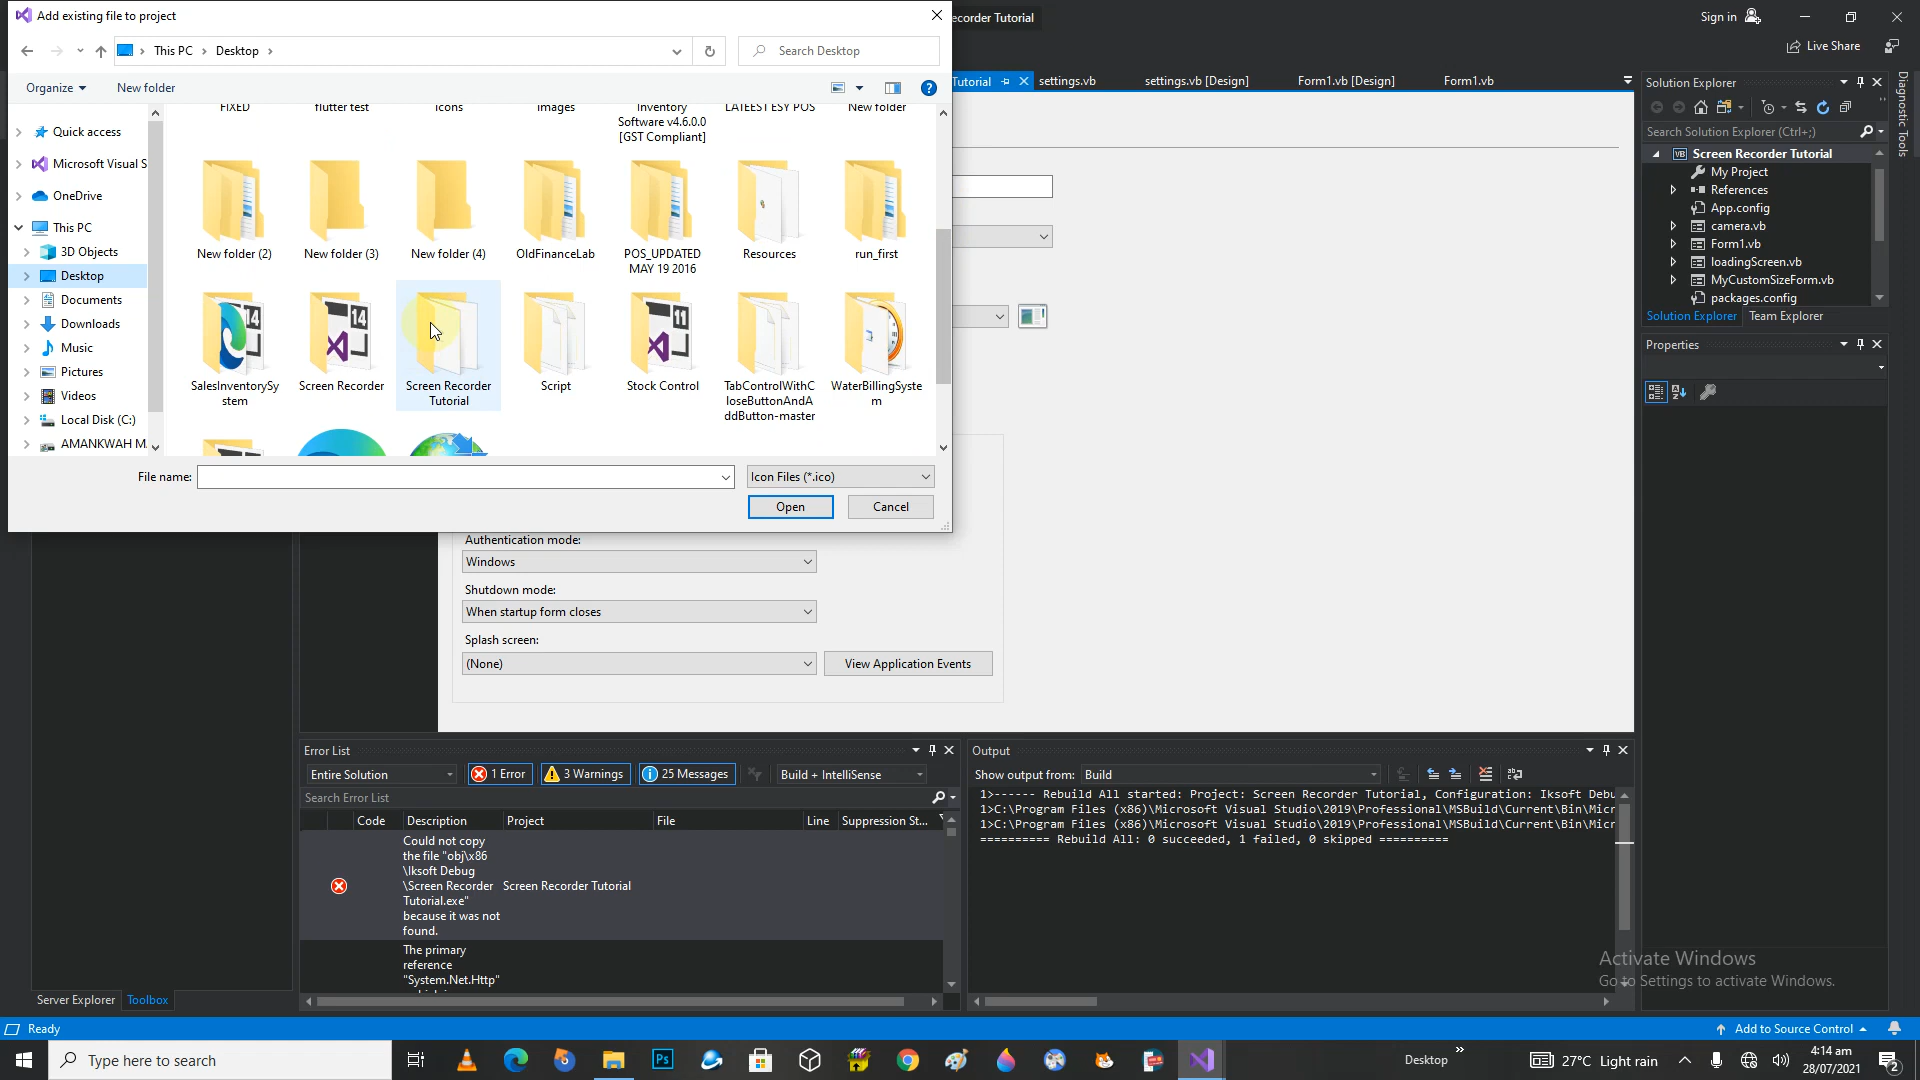 Add existing file to project
ecorder Tutorial
Sign in
This PC
Desktop
Search Desktop
Live Share
Organize
New folder
Tutorial
settings.vb
settings.vb [Design]
Form1.vb [Design]
Form1.vb
Solution Explorer
Diagnostic Tools
Quick access
Microsoft Visual S
OneDrive
This PC
3D Objects
Desktop
Documents
Downloads
Music
Pictures
Videos
Local Disk (C:)
AMANKWAH M
FIXED
flutter test
icons
images
Inventory
Software v4.6.0.0
[GST Compliant]
LATEEST ESY POS
New folder
New folder (2)
New folder (3)
New folder (4)
OldFinanceLab
POS_UPDATED
MAY 19 2016
Resources
run_first
SalesInventorySy
stem
Screen Recorder
Screen Recorder
Tutorial
Script
Stock Control
TabControlWithC
loseButtonAndA
ddButton-master
WaterBillingSyste
m
File name:
Icon Files (*.ico)
Open
Cancel
Search Solution Explorer (Ctrl+;)
Screen Recorder Tutorial
My Project
References
App.config
camera.vb
Form1.vb
loadingScreen.vb
MyCustomSizeForm.vb
packages.config
Solution Explorer
Team Explorer
Properties
Authentication mode:
Windows
Shutdown mode:
When startup form closes
Splash screen:
(None)
View Application Events
Error List
Entire Solution
1 Error
3 Warnings
25 Messages
Build + IntelliSense
Search Error List
Code
Description
Project
File
Line
Suppression St...
Could not copy
the file "obj\x86
\Iksoft Debug
\Screen Recorder
Tutorial.exe"
because it was not
found.
Screen Recorder Tutorial
The primary
reference
"System.Net.Http"
Output
Show output from:
Build
1>------ Rebuild All started: Project: Screen Recorder Tutorial, Configuration: Iksoft Debu
1>C:\Program Files (x86)\Microsoft Visual Studio\2019\Professional\MSBuild\Current\Bin\Micr
1>C:\Program Files (x86)\Microsoft Visual Studio\2019\Professional\MSBuild\Current\Bin\Micr
========== Rebuild All: 0 succeeded, 1 failed, 0 skipped ==========
Activate Windows
Go to Settings to activate Windows.
Server Explorer
Toolbox
Ready
Add to Source Control
Type here to search
Desktop
27°C Light rain
4:14 am
28/07/2021
2